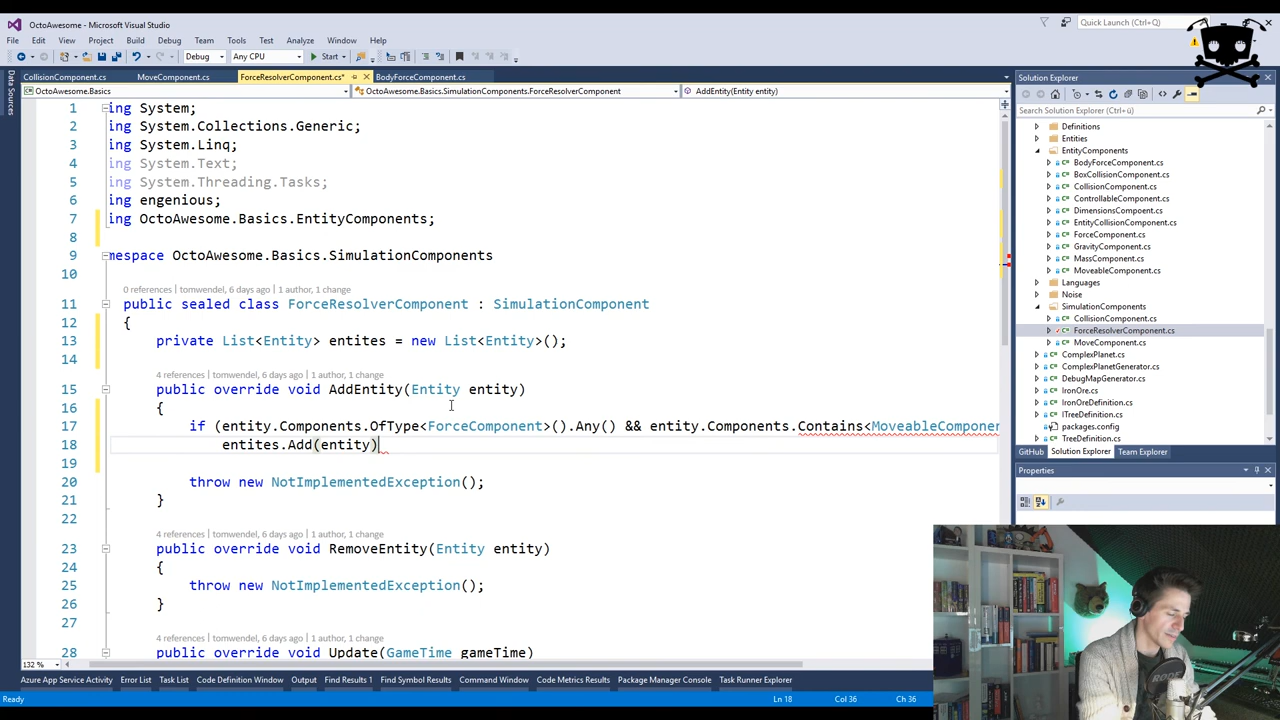 OctoAwesome - Microsoft Visual Studio
Quick Launch (Ctrl+Q)
File Edit View Project Build Debug Team Tools Test Analyze Window Help
Debug Any CPU Start
Data Sources
CollisionComponent.cs MoveComponent.cs ForceResolverComponent.cs* BodyForceComponent.cs
OctoAwesome.Basics OctoAwesome.Basics.SimulationComponents.ForceResolverComponent AddEntity(Entity entity)
1 ing System;
2 ing System.Collections.Generic;
3 ing System.Linq;
4 ing System.Text;
5 ing System.Threading.Tasks;
6 ing engenious;
7 ing OctoAwesome.Basics.EntityComponents;
8
9 mespace OctoAwesome.Basics.SimulationComponents
10
0 references | tomwendel, 6 days ago | 1 author, 1 change
11 public sealed class ForceResolverComponent : SimulationComponent
12 {
13 private List<Entity> entites = new List<Entity>();
14
4 references | tomwendel, 6 days ago | 1 author, 1 change
15 public override void AddEntity(Entity entity)
16 {
17 if (entity.Components.OfType<ForceComponent>().Any() && entity.Components.Contains<MoveableComponen
18 entites.Add(entity)
19
20 throw new NotImplementedException();
21 }
22
4 references | tomwendel, 6 days ago | 1 author, 1 change
23 public override void RemoveEntity(Entity entity)
24 {
25 throw new NotImplementedException();
26 }
27
4 references | tomwendel, 6 days ago | 1 author, 1 change
28 public override void Update(GameTime gameTime)
132 %
Solution Explorer
Search Solution Explorer (Ctrl+ü)
Definitions
Entities
EntityComponents
BodyForceComponent.cs
BoxCollisionComponent.cs
CollisionComponent.cs
ControllableComponent.cs
DimensionsComponent.cs
EntityCollisionComponent.cs
ForceComponent.cs
GravityComponent.cs
MassComponent.cs
MoveableComponent.cs
Languages
Noise
SimulationComponents
CollisionComponent.cs
ForceResolverComponent.cs
MoveComponent.cs
ComplexPlanet.cs
ComplexPlanetGenerator.cs
DebugMapGenerator.cs
IronOre.cs
IronOreDefinition.cs
ITreeDefinition.cs
packages.config
TreeDefinition.cs
GitHub Solution Explorer Team Explorer
Properties
Azure App Service Activity Error List Task List Code Definition Window Output Find Results 1 Find Symbol Results Command Window Code Metrics Results Package Manager Console Task Runner Explorer
Ready Ln 18 Col 36 Ch 36
RODE